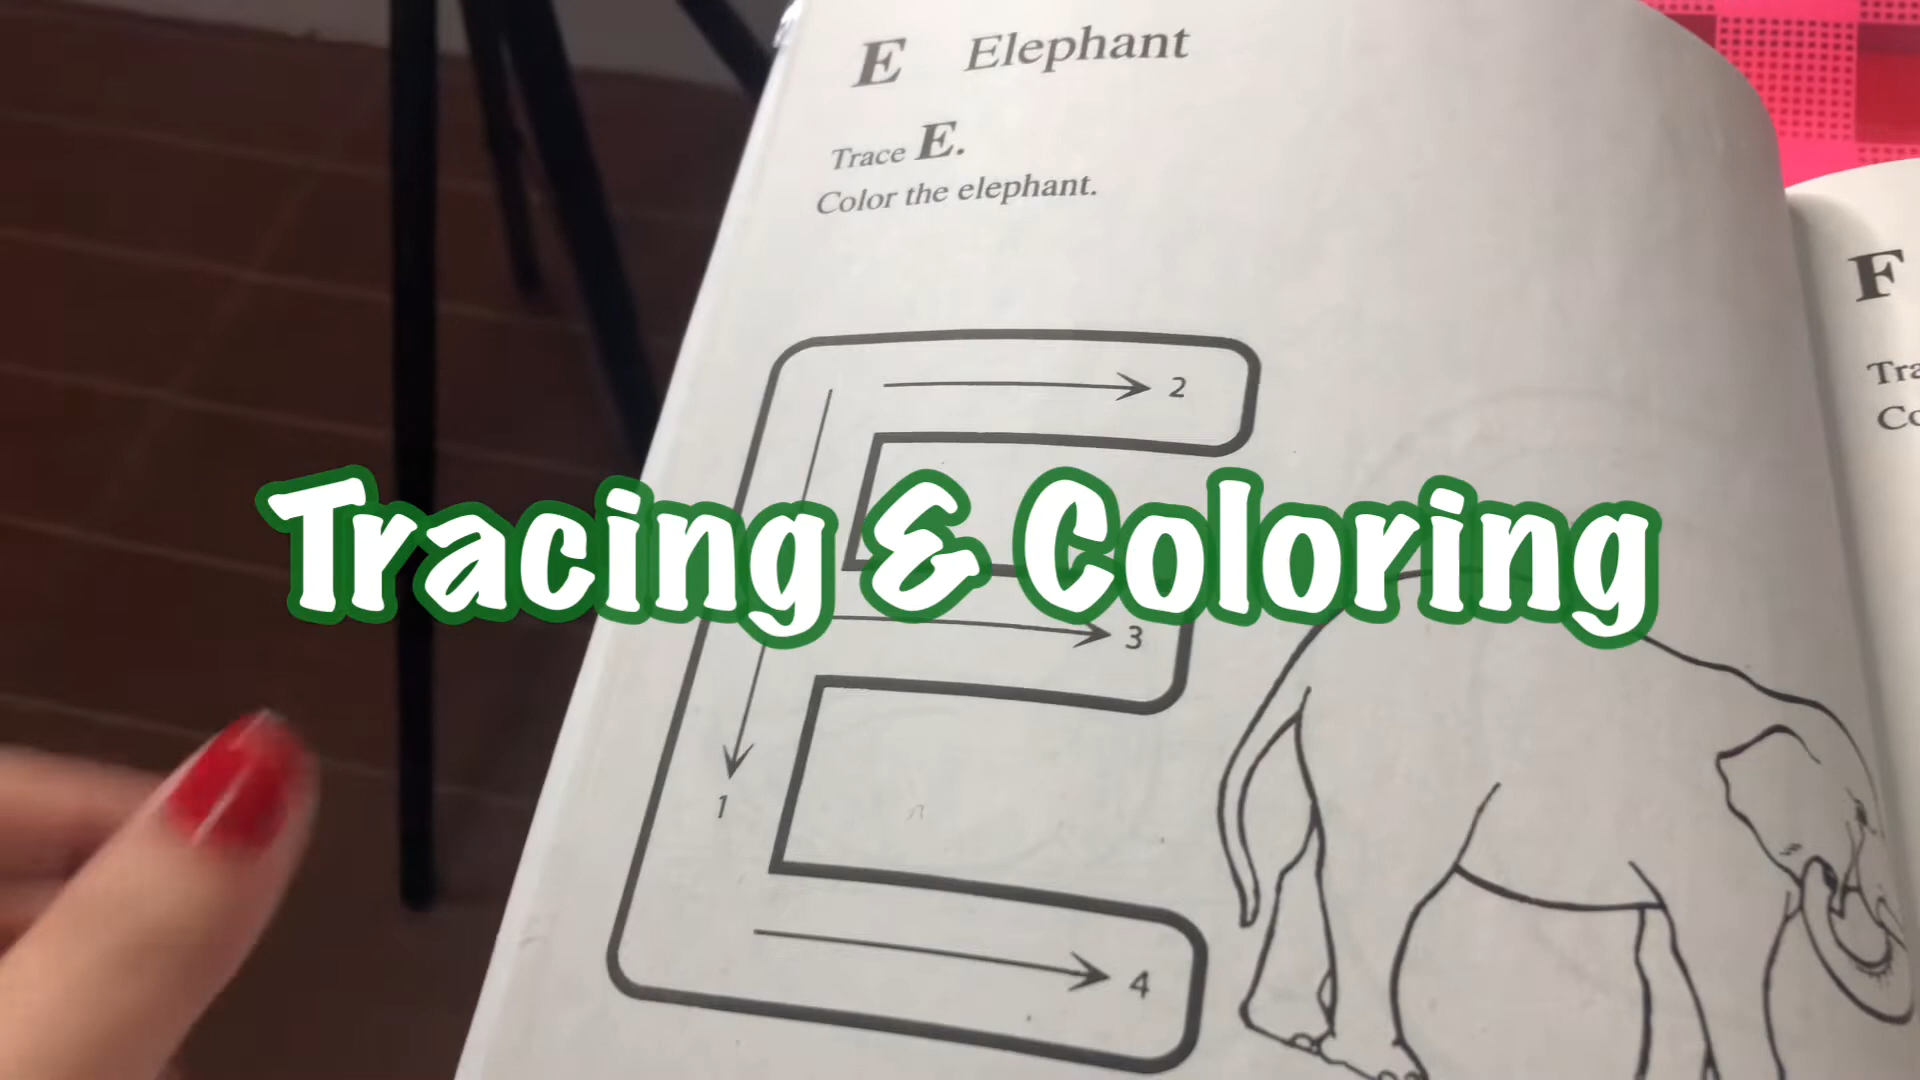 E Elephant
Trace E.
Color the elephant.
2
Tracing & Coloring
3
1
4
F